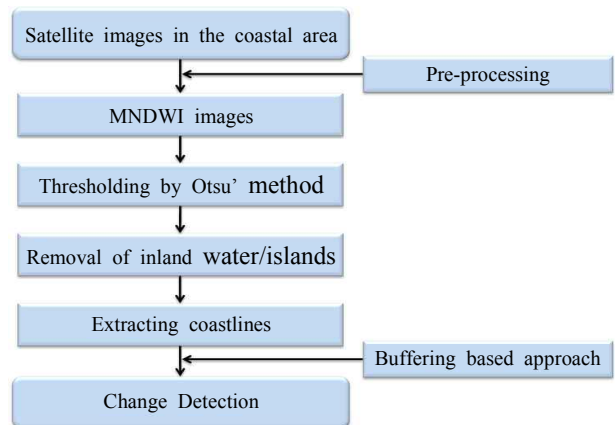 Satellite images in the coastal area
Pre-processing
MNDWI images
Thresholding by Otsu' method
Removal of inland water/islands
Extracting coastlines
Buffering based approach
Change Detection